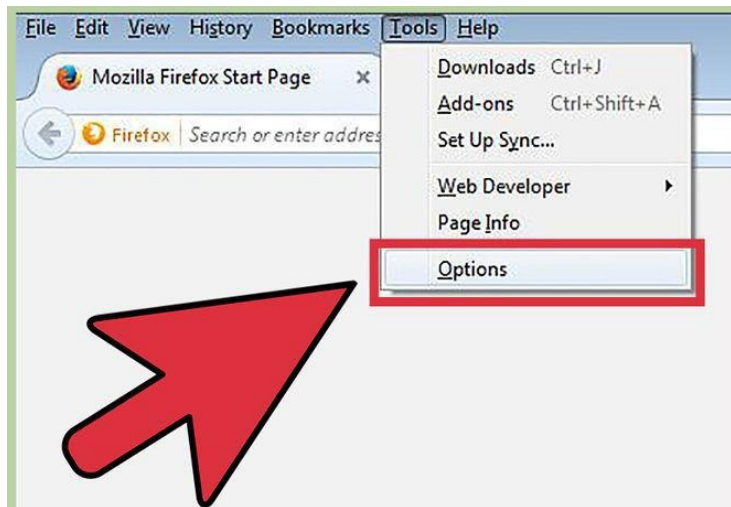 File Edit View History Bookmarks Tools Help
Mozilla Firefox Start Page ×
Firefox Search or enter addres
Downloads Ctrl+J
Add-ons Ctrl+Shift+A
Set Up Sync...
Web Developer
Page Info
Options